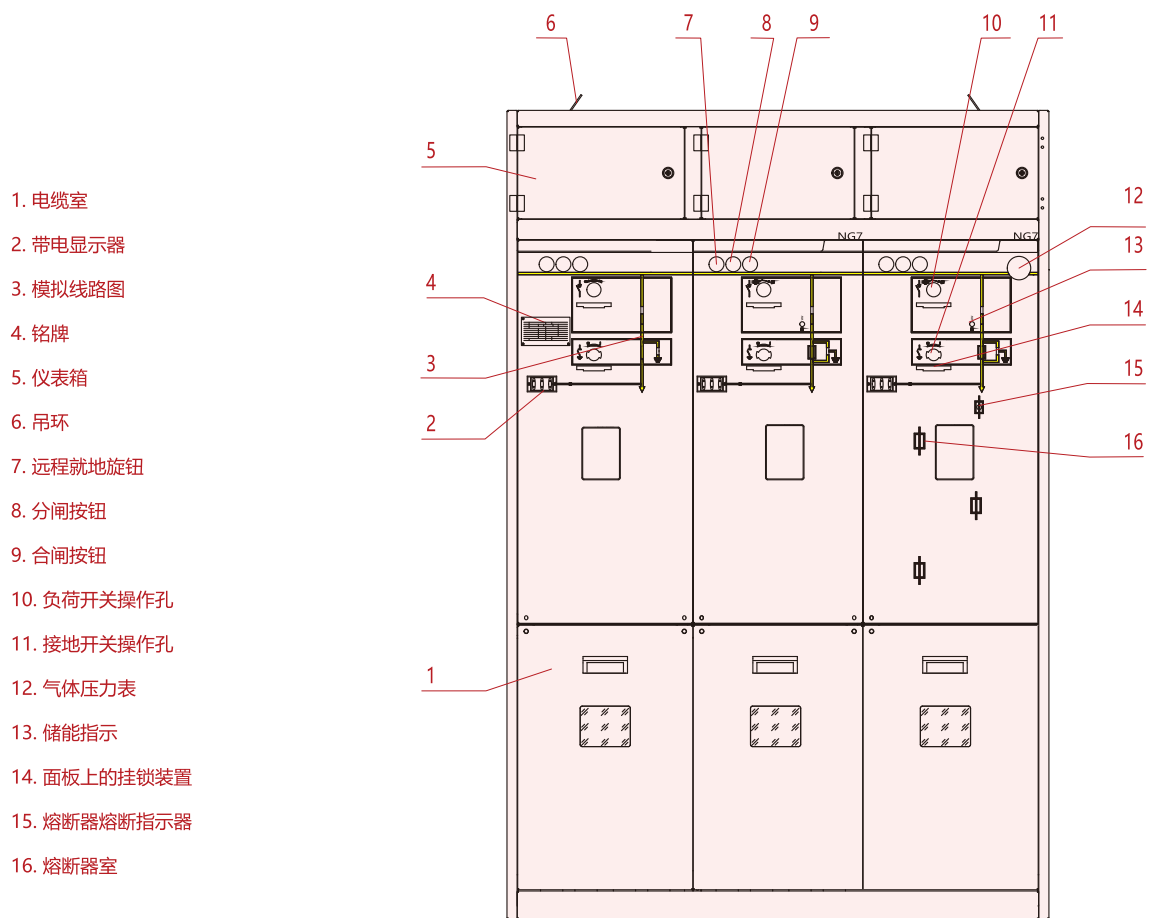 6
7
8
9
10
11
5
12
13
4
14
3
15
2
16
1
NG7
NG7
1. 电缆室
2. 带电显示器
3. 模拟线路图
4. 铭牌
5. 仪表箱
6. 吊环
7. 远程就地旋钮
8. 分闸按钮
9. 合闸按钮
10. 负荷开关操作孔
11. 接地开关操作孔
12. 气体压力表
13. 储能指示
14. 面板上的挂锁装置
15. 熔断器熔断指示器
16. 熔断器室